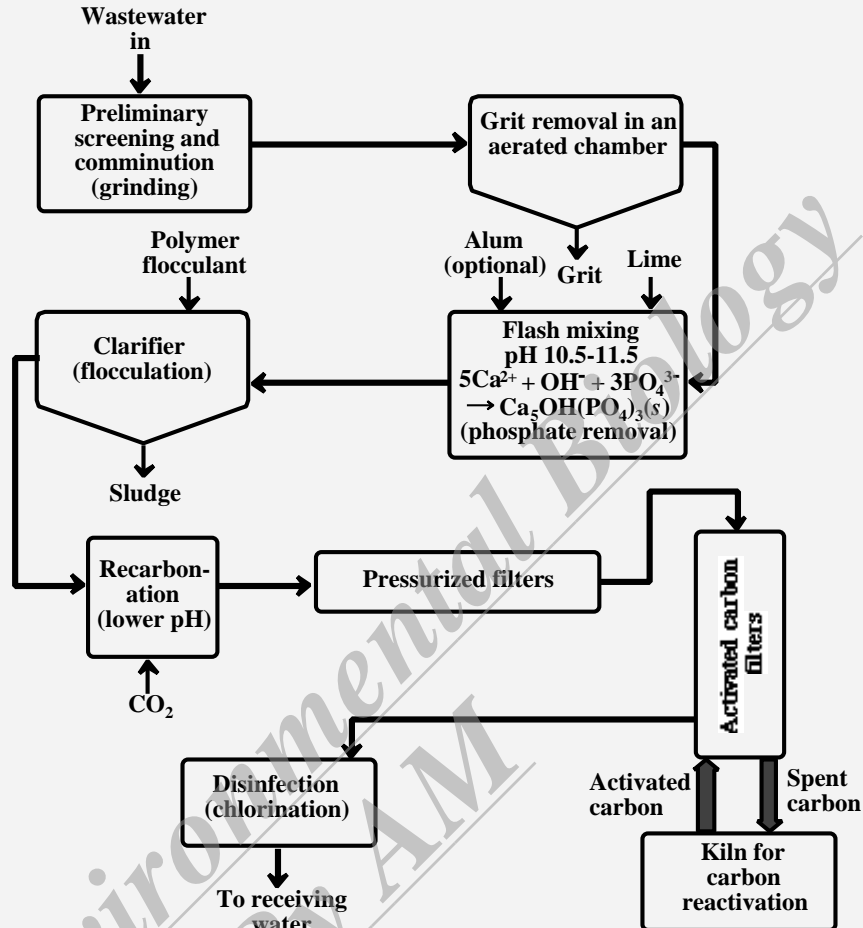 Wastewater
in
Preliminary
screening and
comminution
(grinding)
Grit removal in an
aerated chamber
Grit
Alum
(optional)
Lime
Flash mixing
pH 10.5-11.5
5Ca²⁺ + OH⁻ + 3PO₄³⁻
→ Ca₅OH(PO₄)₃(s)
(phosphate removal)
Polymer
flocculant
Clarifier
(flocculation)
Sludge
Recarbon-
ation
(lower pH)
CO₂
Pressurized filters
Activated carbon
filters
Activated
carbon
Spent
carbon
Kiln for
carbon
reactivation
Disinfection
(chlorination)
To receiving
water
ironmental Biology
By AM